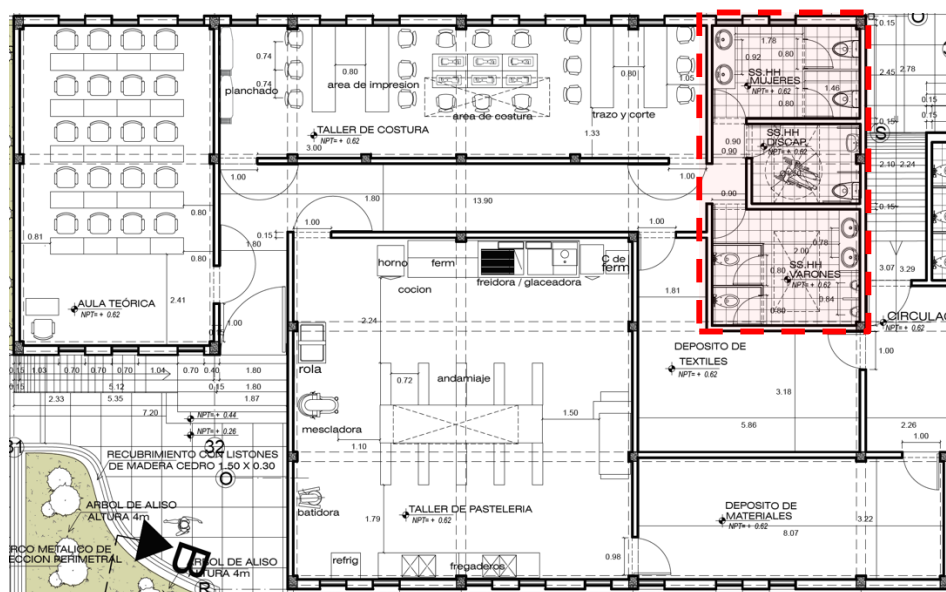 planchado
0.74
0.74
0.80
area de impresion
area de costura
0.80
1.05
trazo y corte
TALLER DE COSTURA
NPT= + 0.62
3.00
1.33
1.78
0.80
0.92
SS.HH
MUJERES
NPT= + 0.62
1.46
0.80
0.15
2.45
2.78
0.15
0.15
0.15
S
SS.HH
DISCAP.
NPT= + 0.62
0.90
0.90
0.90
2.10
2.24
0.15
1.00
1.00
1.80
13.90
1.00
1.00
0.15
0.80
0.81
1.80
2.41
AULA TEÓRICA
NPT= + 0.62
1.00
horno
ferm
cocion
freidora / glaceadora
C de
ferm
0.78
2.00
SS.HH
VARONES
NPT= + 0.62
0.80
0.84
0.80
3.07
3.29
1.81
2.24
CIRCULAC
NPT= + 0.62
1.00
DEPOSITO DE
TEXTILES
NPT= + 0.62
3.18
5.86
2.26
1.00
0.15
1.03
0.70
0.70
0.70
1.04
0.70
0.40
1.80
5.12
0.15
1.80
2.33
5.35
1.87
7.20
NPT= + 0.44
NPT= + 0.26
rola
mescladora
batidora
0.72
andamiaje
1.50
1.10
1.79
TALLER DE PASTELERIA
NPT= + 0.62
0.98
refrig
fregaderos
DEPOSITO DE
MATERIALES
NPT= + 0.62
3.22
8.07
31
32
O
RECUBRIMIENTO CON LISTONES
DE MADERA CEDRO 1.50 X 0.30
ARBOL DE ALISO
ALTURA 4m
RCO METALICO DE
ECCION PERIMETRAL
B
ARBOL DE ALISO
ALTURA 4m
R